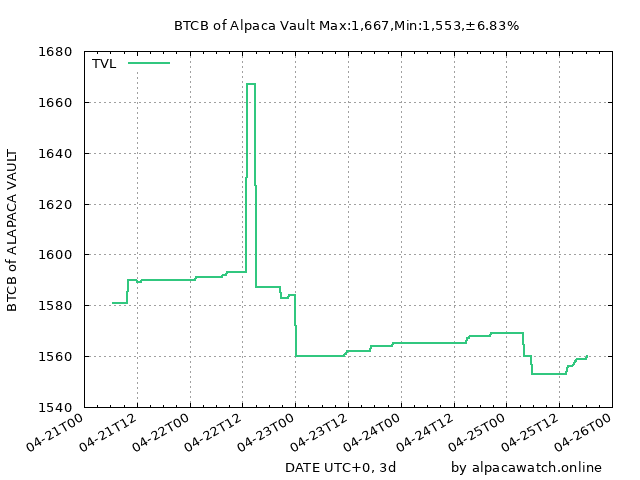 BTCB of Alpaca Vault Max:1,667,Min:1,553,±6.83%
TVL
1680
1660
1640
1620
1600
1580
1560
1540
BTCB of ALAPACA VAULT
04-21T00
04-21T12
04-22T00
04-22T12
04-23T00
04-23T12
04-24T00
04-24T12
04-25T00
04-25T12
04-26T00
DATE UTC+0, 3d
by alpacawatch.online